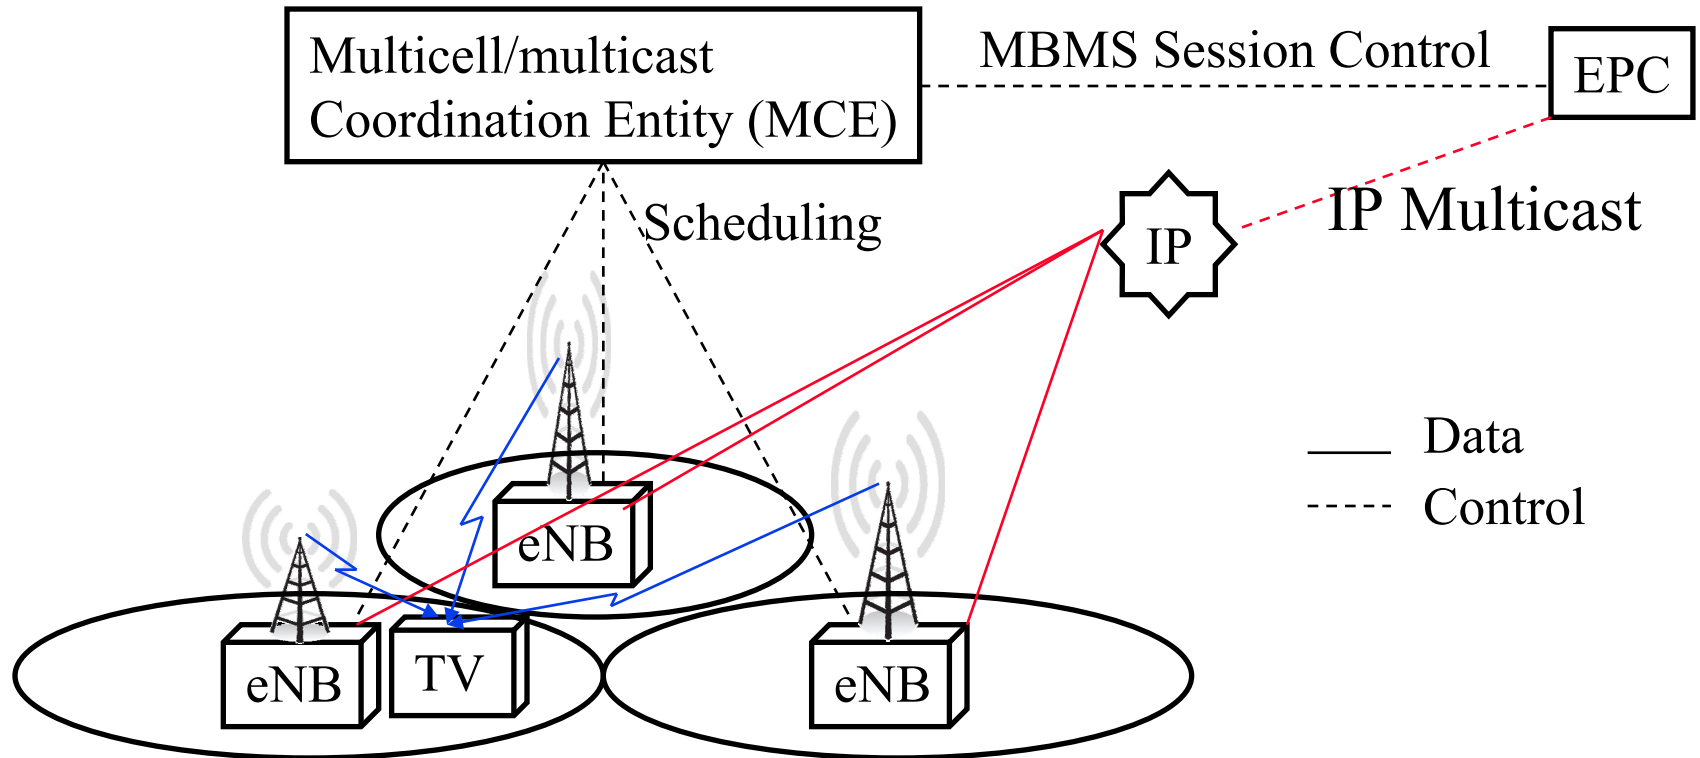 Multicell/multicast
Coordination Entity (MCE)
MBMS Session Control
EPC
IP Multicast
IP
Scheduling
Data
Control
eNB
eNB
TV
eNB